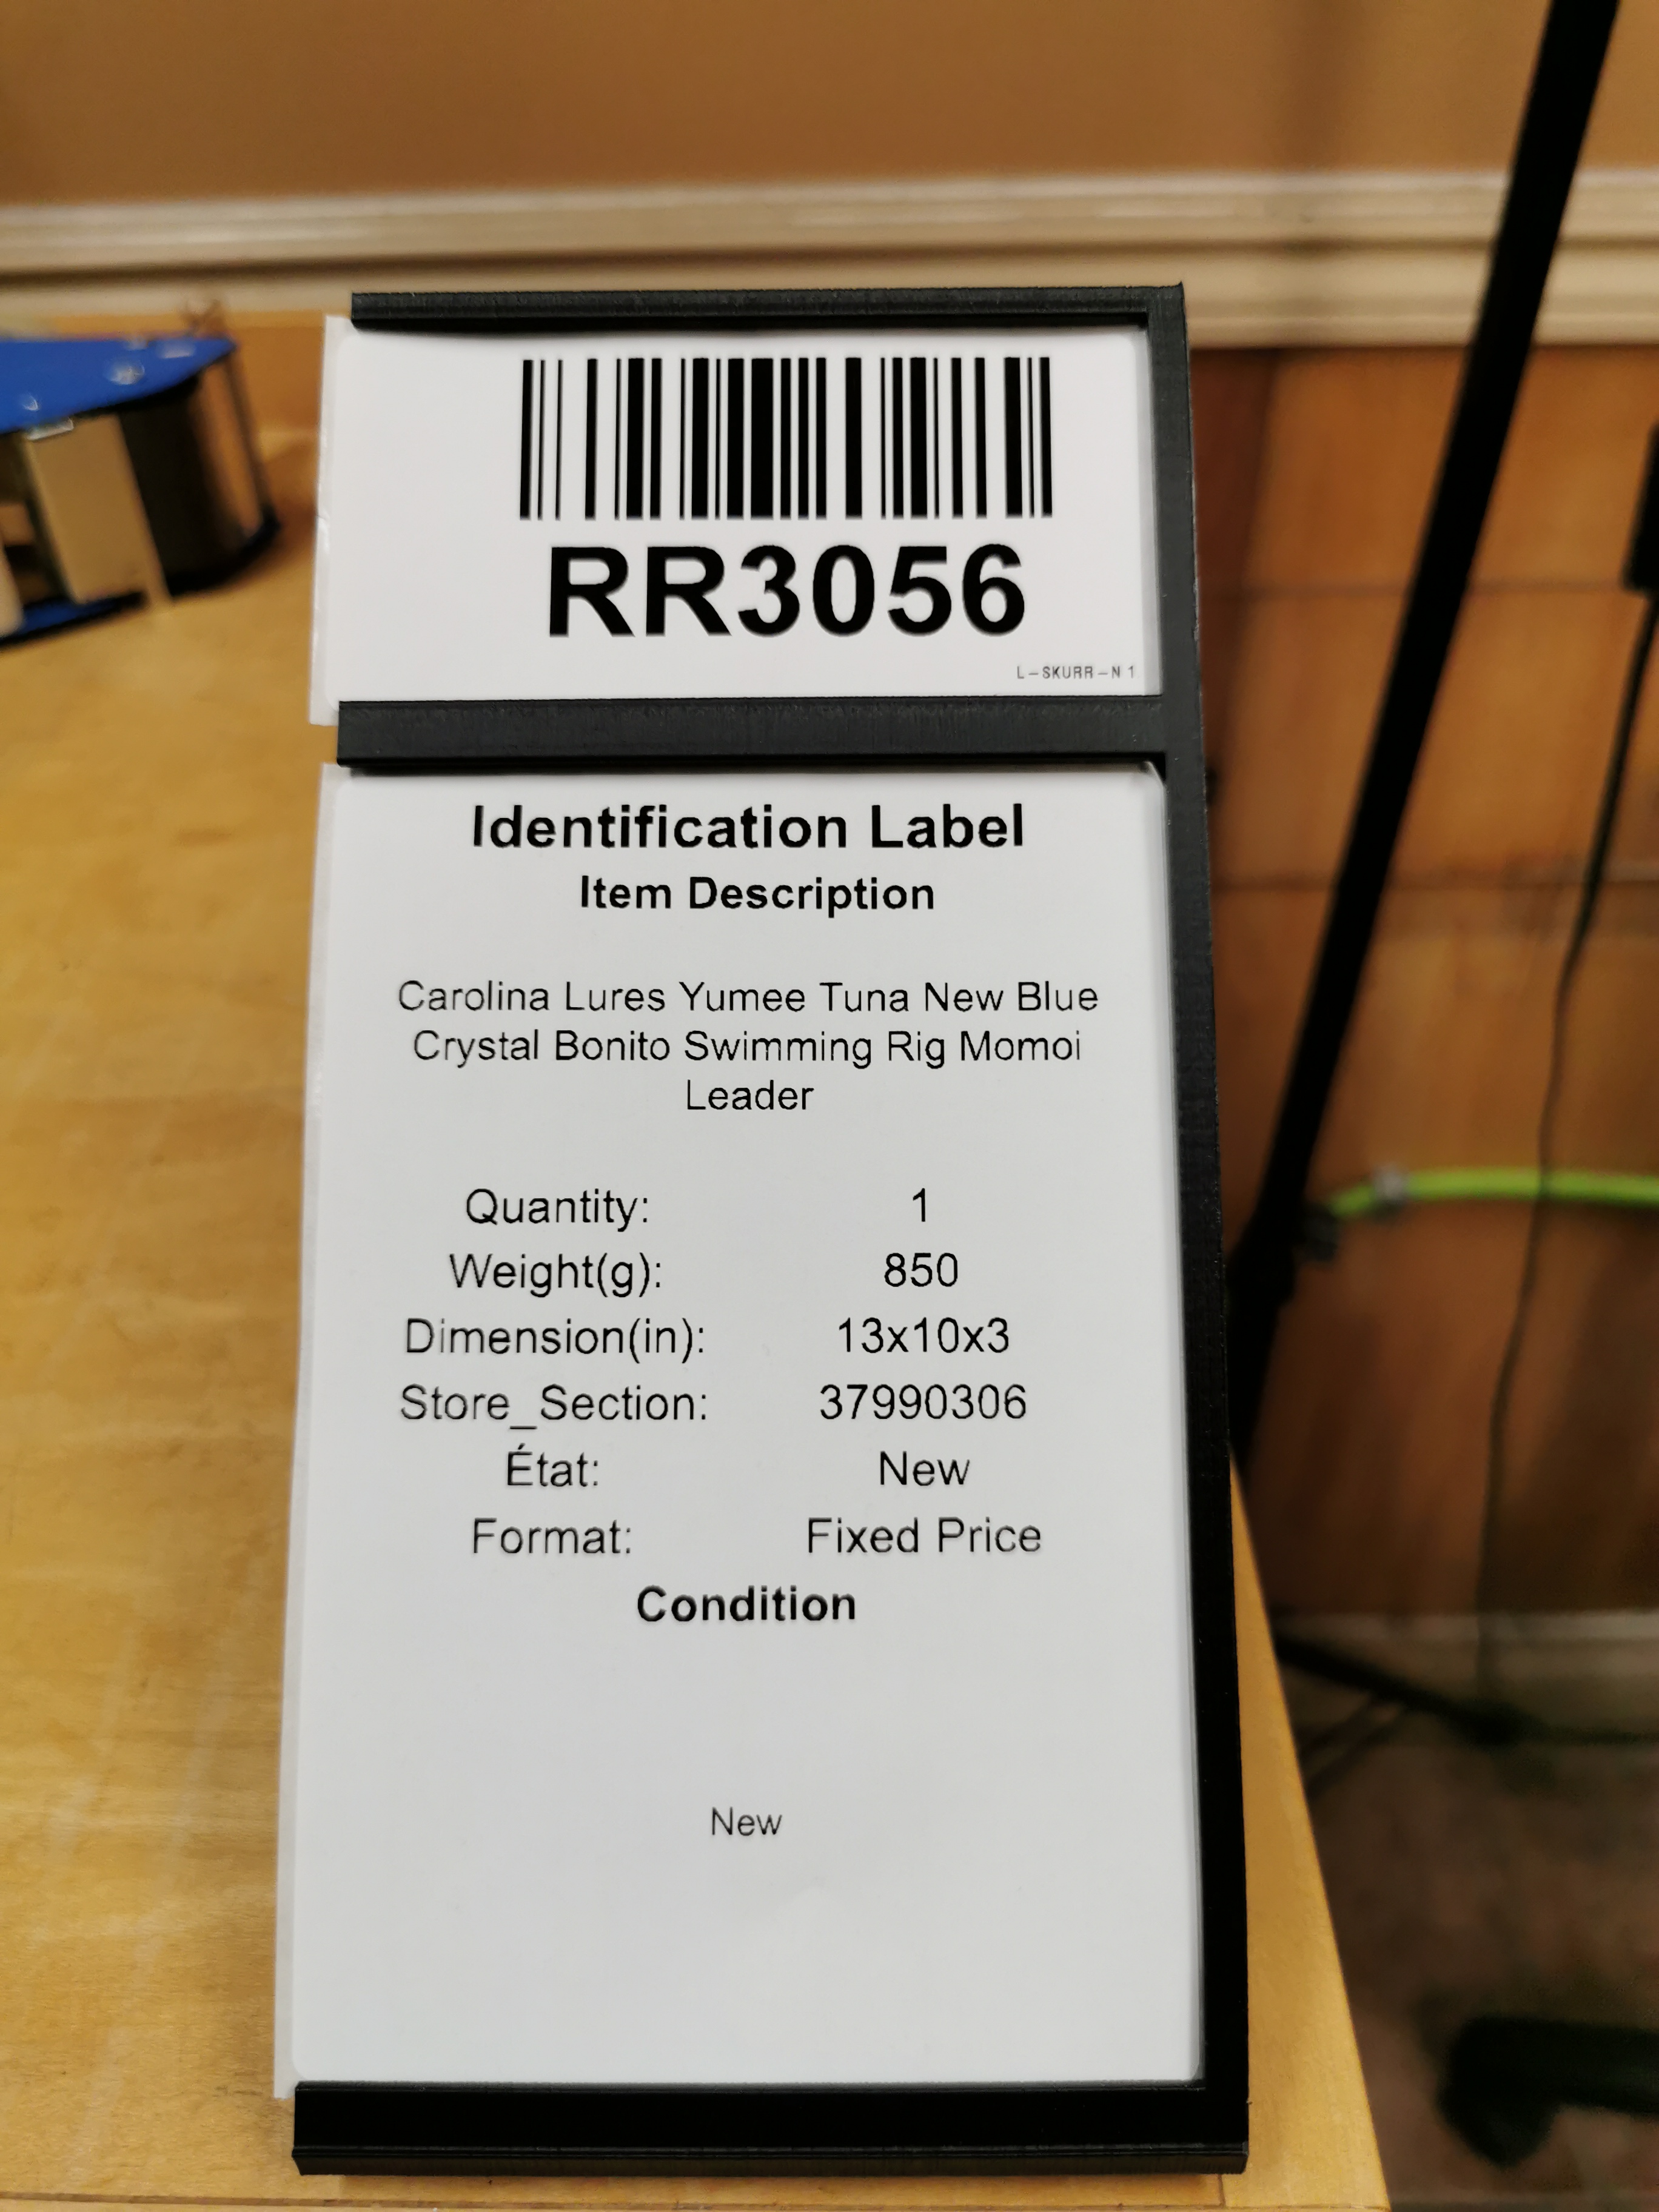 RR3056
L-SKURR-N 1
Identification Label
Item Description
Carolina Lures Yumee Tuna New Blue
Crystal Bonito Swimming Rig Momoi
Leader
Quantity: 1
Weight(g): 850
Dimension(in): 13x10x3
Store_Section: 37990306
État: New
Format: Fixed Price
Condition
New